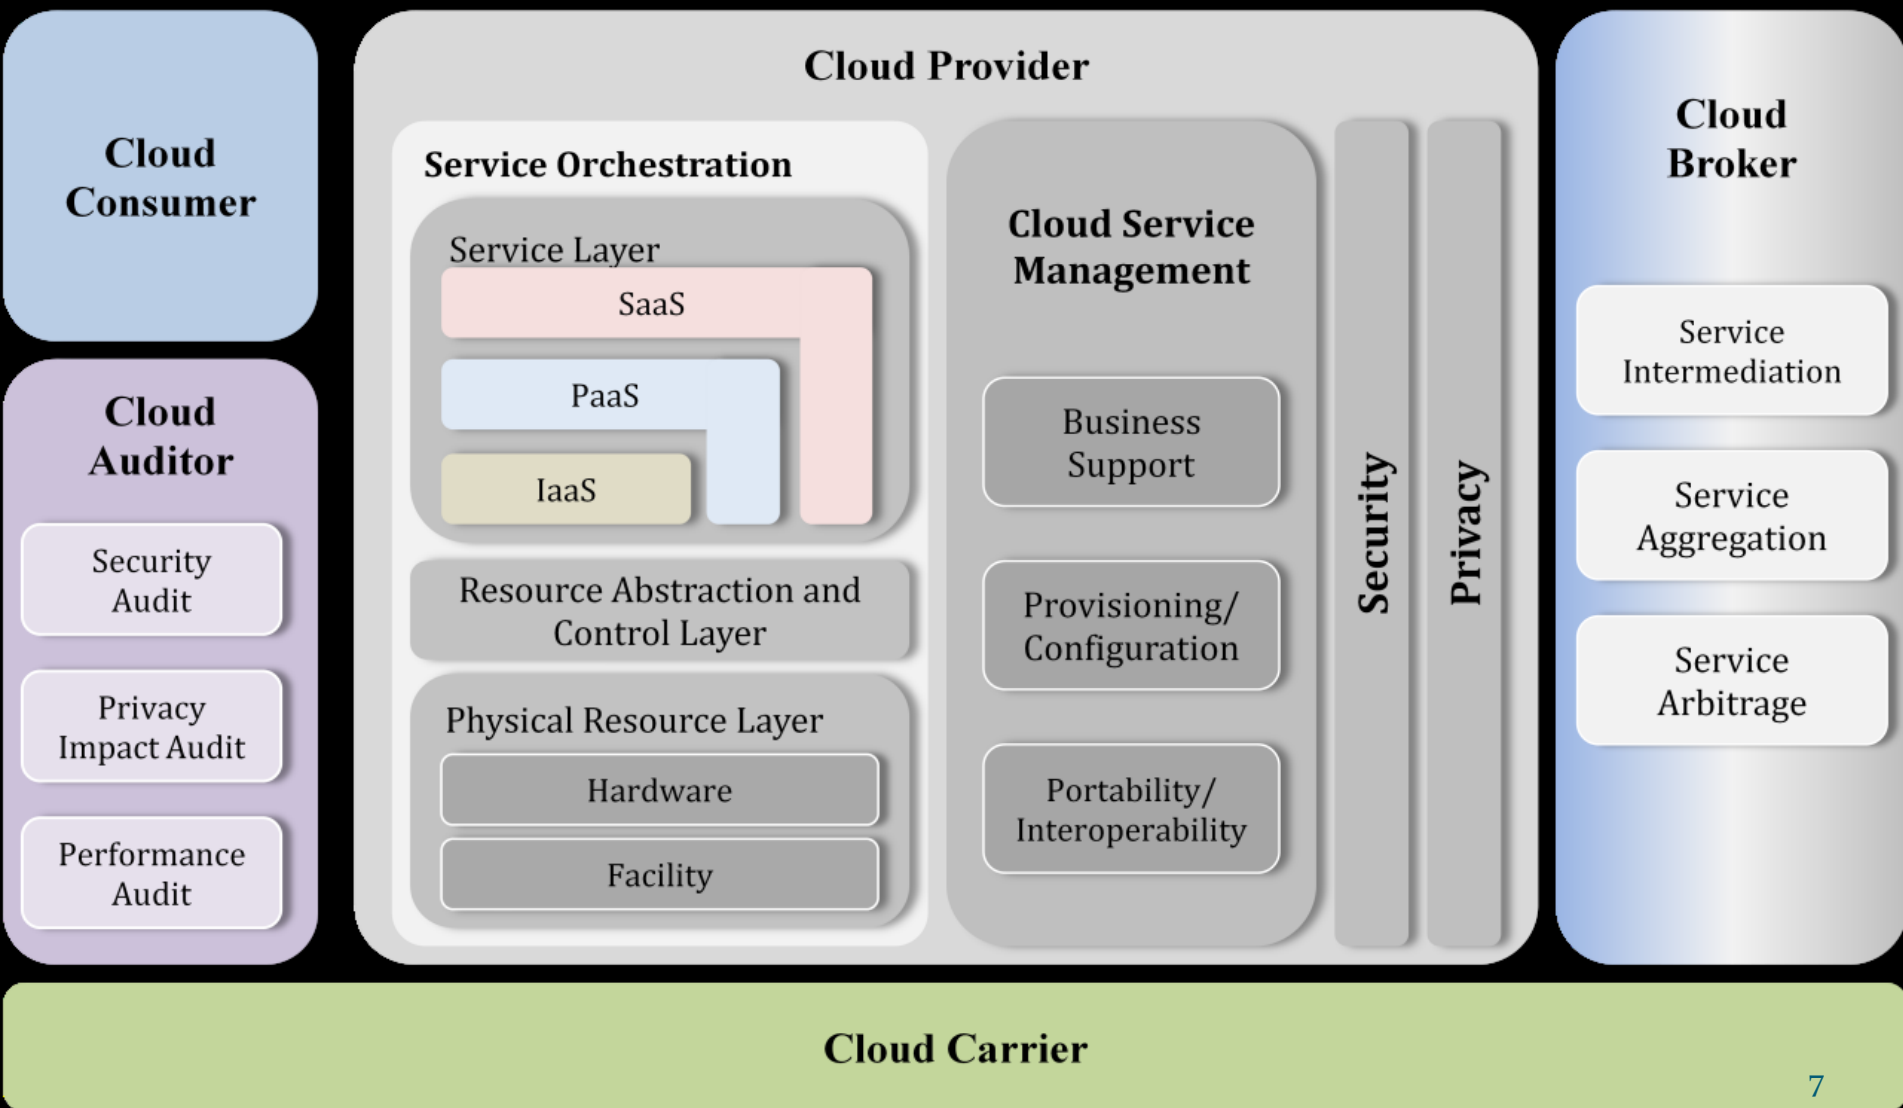 Cloud
Consumer
Cloud
Auditor
Security
Audit
Privacy
Impact Audit
Performance
Audit
Cloud Provider
Service Orchestration
Service Layer
SaaS
PaaS
IaaS
Resource Abstraction and
Control Layer
Physical Resource Layer
Hardware
Facility
Cloud Service
Management
Business
Support
Provisioning/
Configuration
Portability/
Interoperability
Security
Privacy
Cloud
Broker
Service
Intermediation
Service
Aggregation
Service
Arbitrage
Cloud Carrier
7